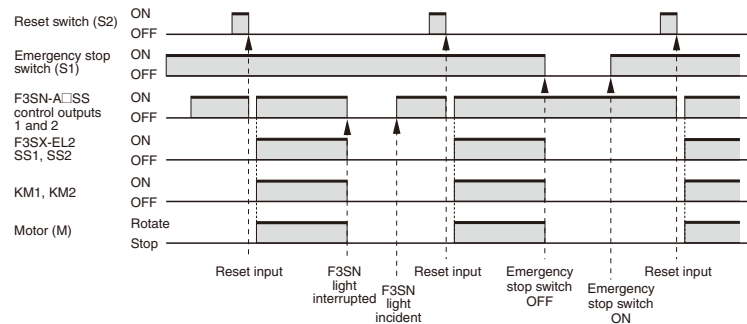 Reset switch (S2)
ON
OFF
Emergency stop
switch (S1)
ON
OFF
F3SN-A□SS
control outputs
1 and 2
ON
OFF
F3SX-EL2
SS1, SS2
ON
OFF
KM1, KM2
ON
OFF
Motor (M)
Rotate
Stop
Reset input
F3SN
light
interrupted
F3SN
light
incident
Reset input
Emergency
stop switch
OFF
Emergency
stop switch
ON
Reset input